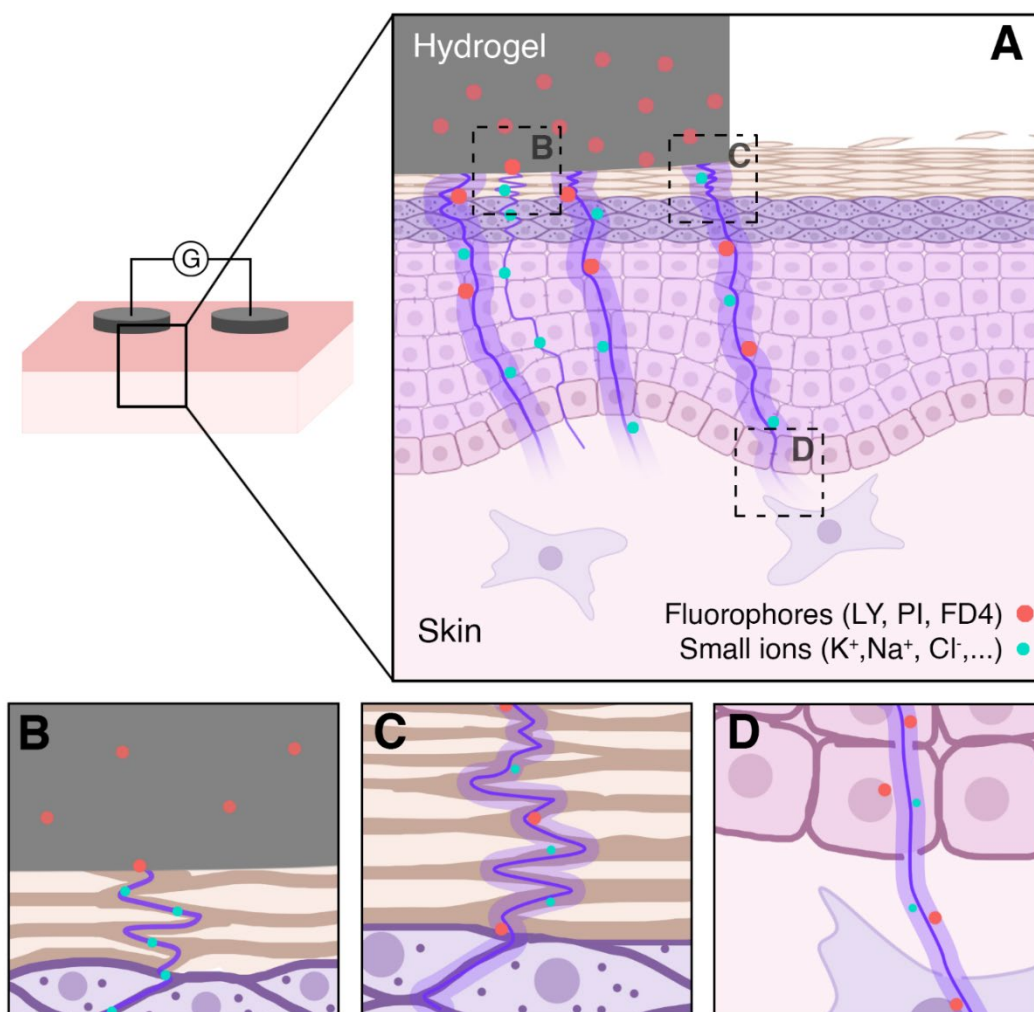 Hydrogel
A
B
C
G
D
Skin
Fluorophores (LY, PI, FD4)
Small ions (K⁺,Na⁺, Cl⁻,...)
B
C
D